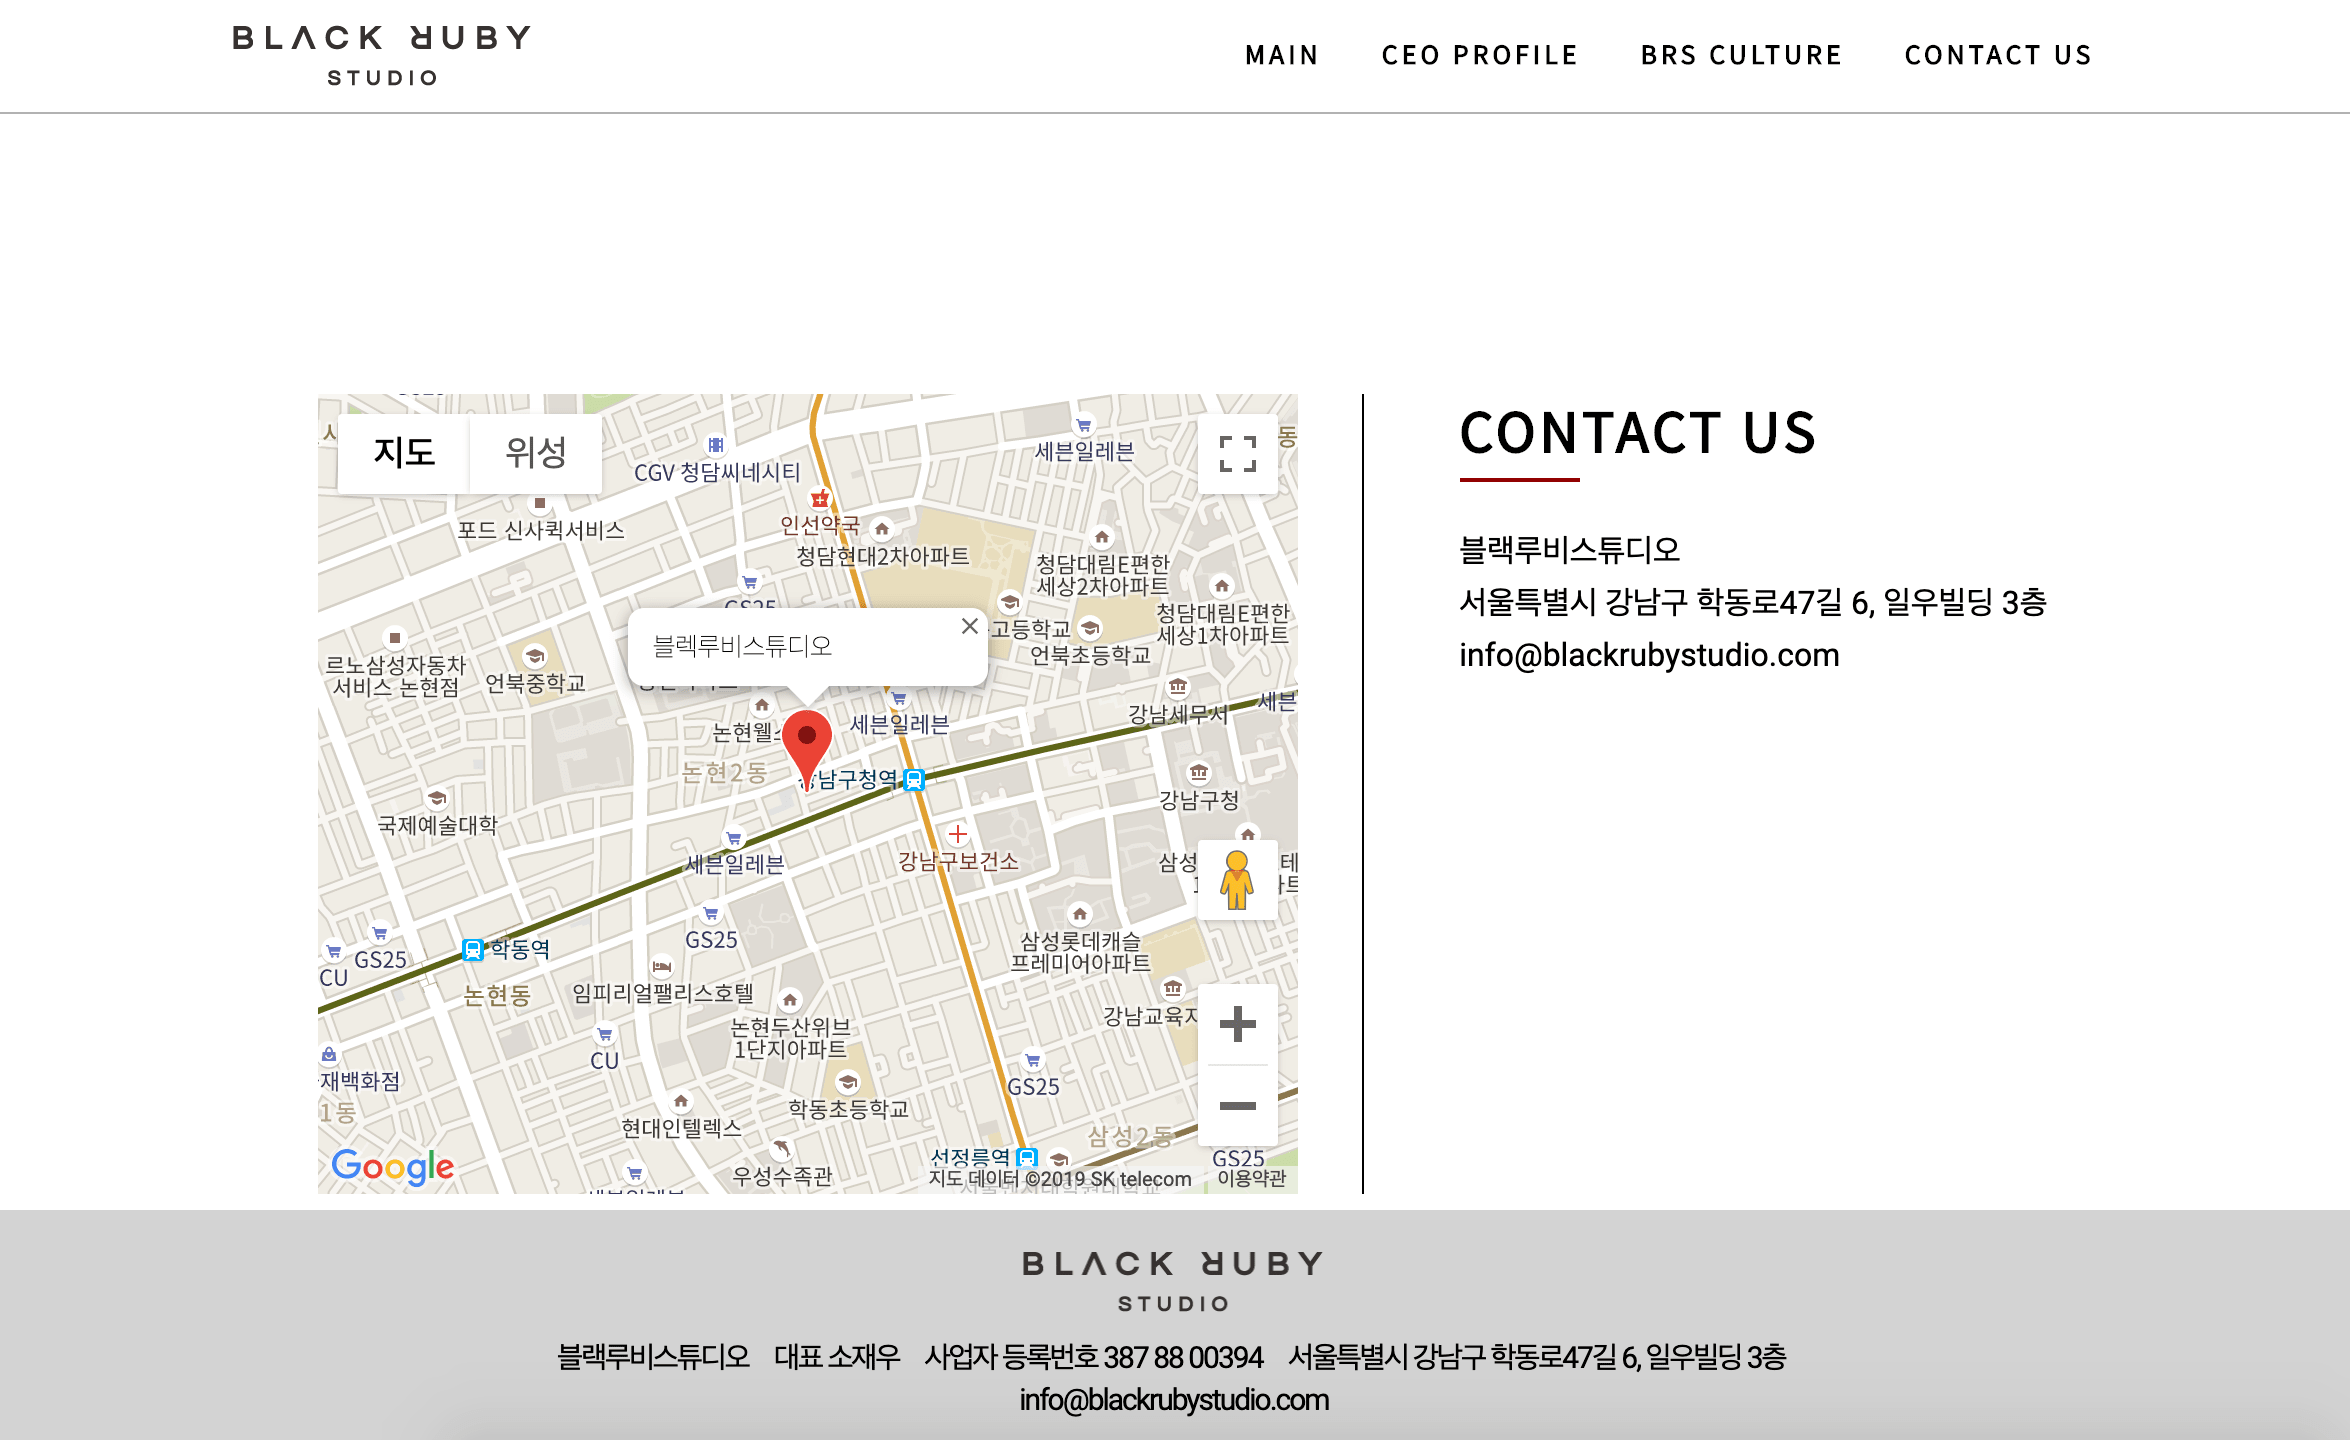 BLACK RUBY
STUDIO
MAIN
CEO PROFILE
BRS CULTURE
CONTACT US
지도
위성
CGV 청담씨네시티
세븐일레븐
동
포드 신사퀵서비스
인선약국
청담현대2차아파트
청담대림E편한
세상2차아파트
청담대림E편한
세상1차아파트
GS25
블렉루비스튜디오
고등학교
언북초등학교
르노삼성자동차
서비스 논현점
언북중학교
강남세무서
세븐
논현웰
세븐일레븐
논현2동
남구청역
강남구청
국제예술대학
세븐일레븐
강남구보건소
삼성
테
GS25
삼성롯데캐슬
프레미어아파트
학동역
CU
GS25
논현동
임피리얼팰리스호텔
논현두산위브
1단지아파트
강남교육지
CU
GS25
재백화점
1동
학동초등학교
현대인텔렉스
삼성2동
우성수족관
선정릉역
GS25
Google
지도 데이터 ©2019 SK telecom
이용약관
CONTACT US
블랙루비스튜디오
서울특별시 강남구 학동로47길 6, 일우빌딩 3층
info@blackrubystudio.com
BLACK RUBY
STUDIO
블랙루비스튜디오 대표 소재우 사업자 등록번호 387 88 00394 서울특별시 강남구 학동로47길 6, 일우빌딩 3층
info@blackrubystudio.com